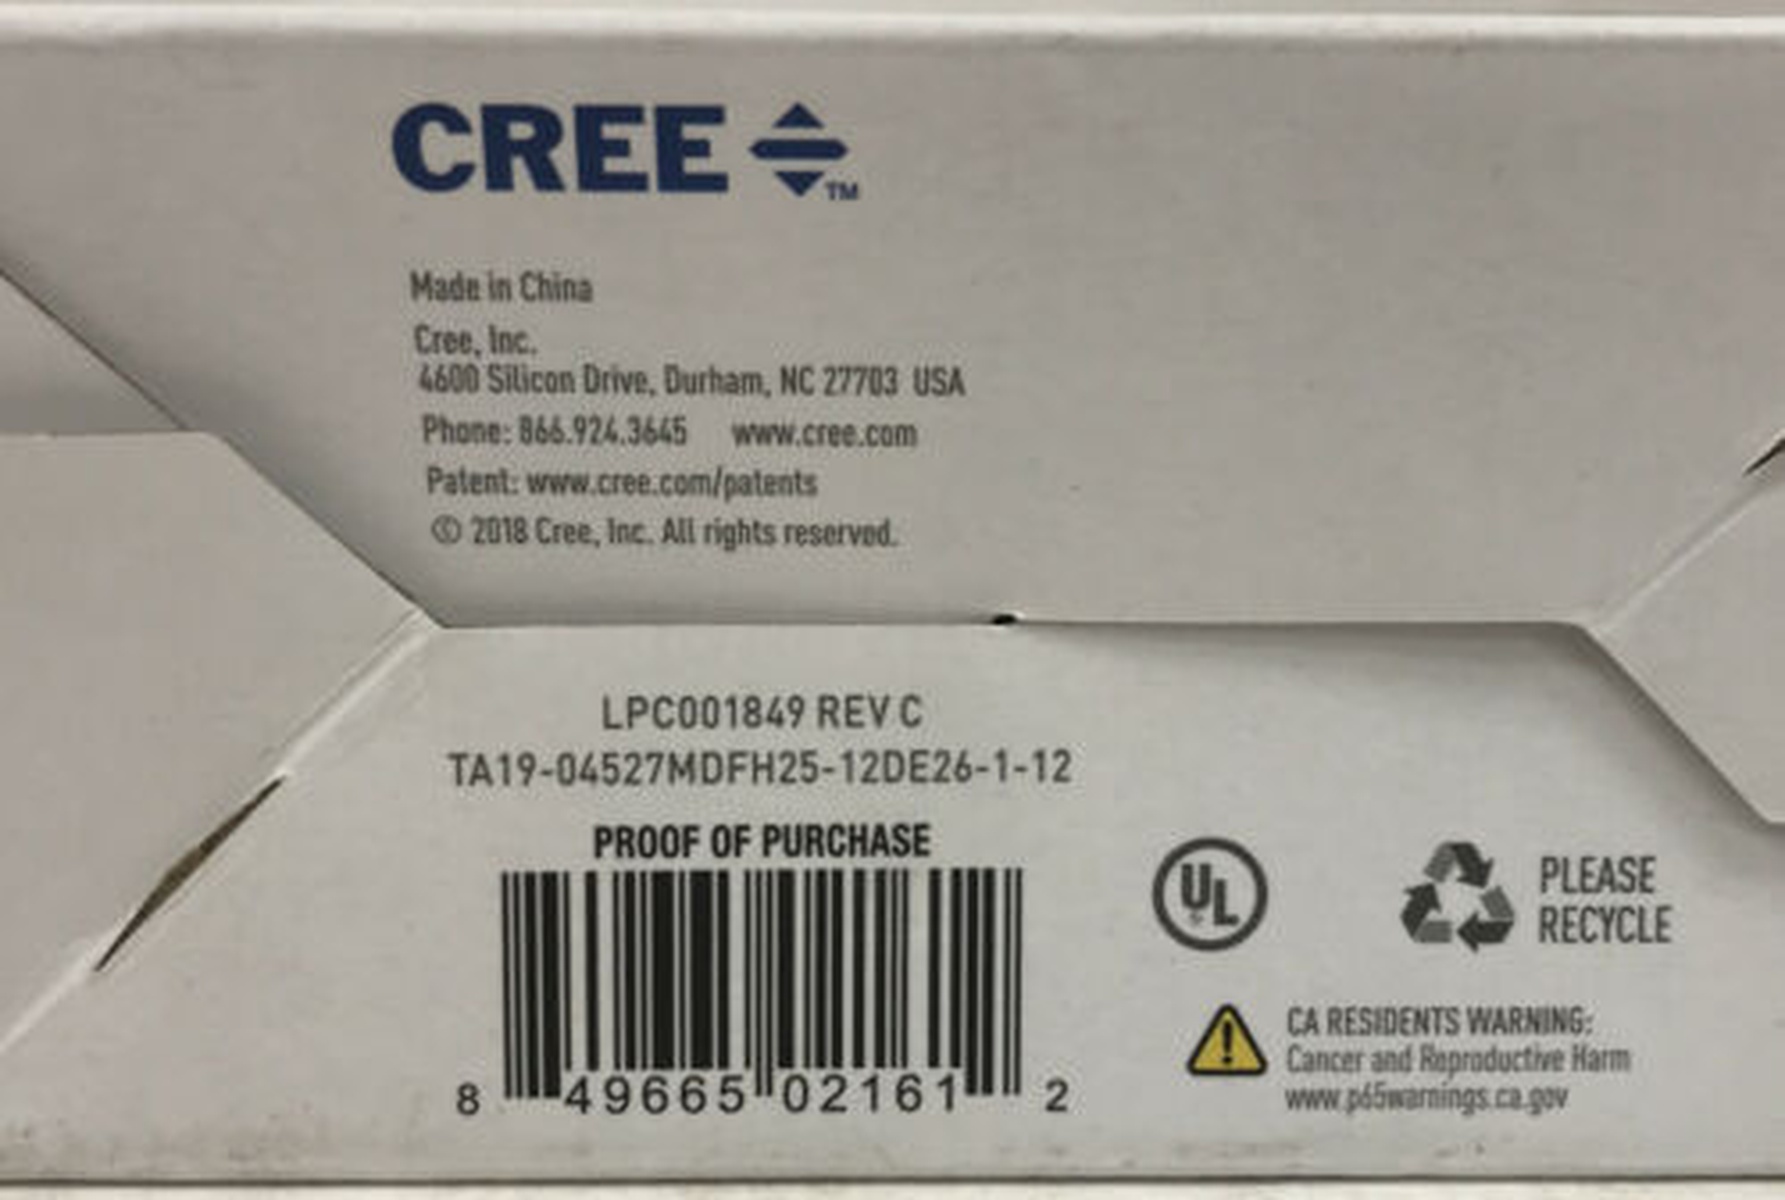 CREE ™
Made in China
Cree, Inc.
4600 Silicon Drive, Durham, NC 27703 USA
Phone: 866.924.3645 www.cree.com
Patent: www.cree.com/patents
© 2018 Cree, Inc. All rights reserved.
LPC001849 REV C
TA19-04527MDFH25-12DE26-1-12
PROOF OF PURCHASE
8 49665 02161 2
UL
PLEASE
RECYCLE
CA RESIDENTS WARNING:
Cancer and Reproductive Harm
www.p65warnings.ca.gov